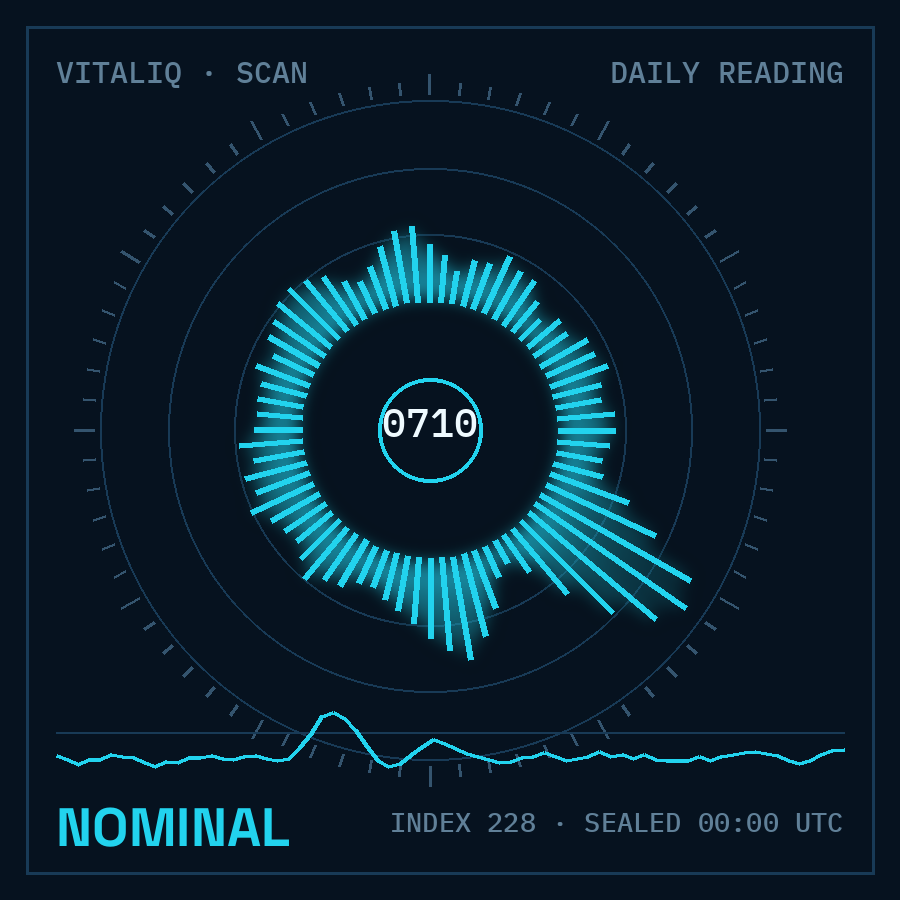 VITALIQ · SCAN
DAILY READING
0710
NOMINAL
INDEX 228 · SEALED 00:00 UTC